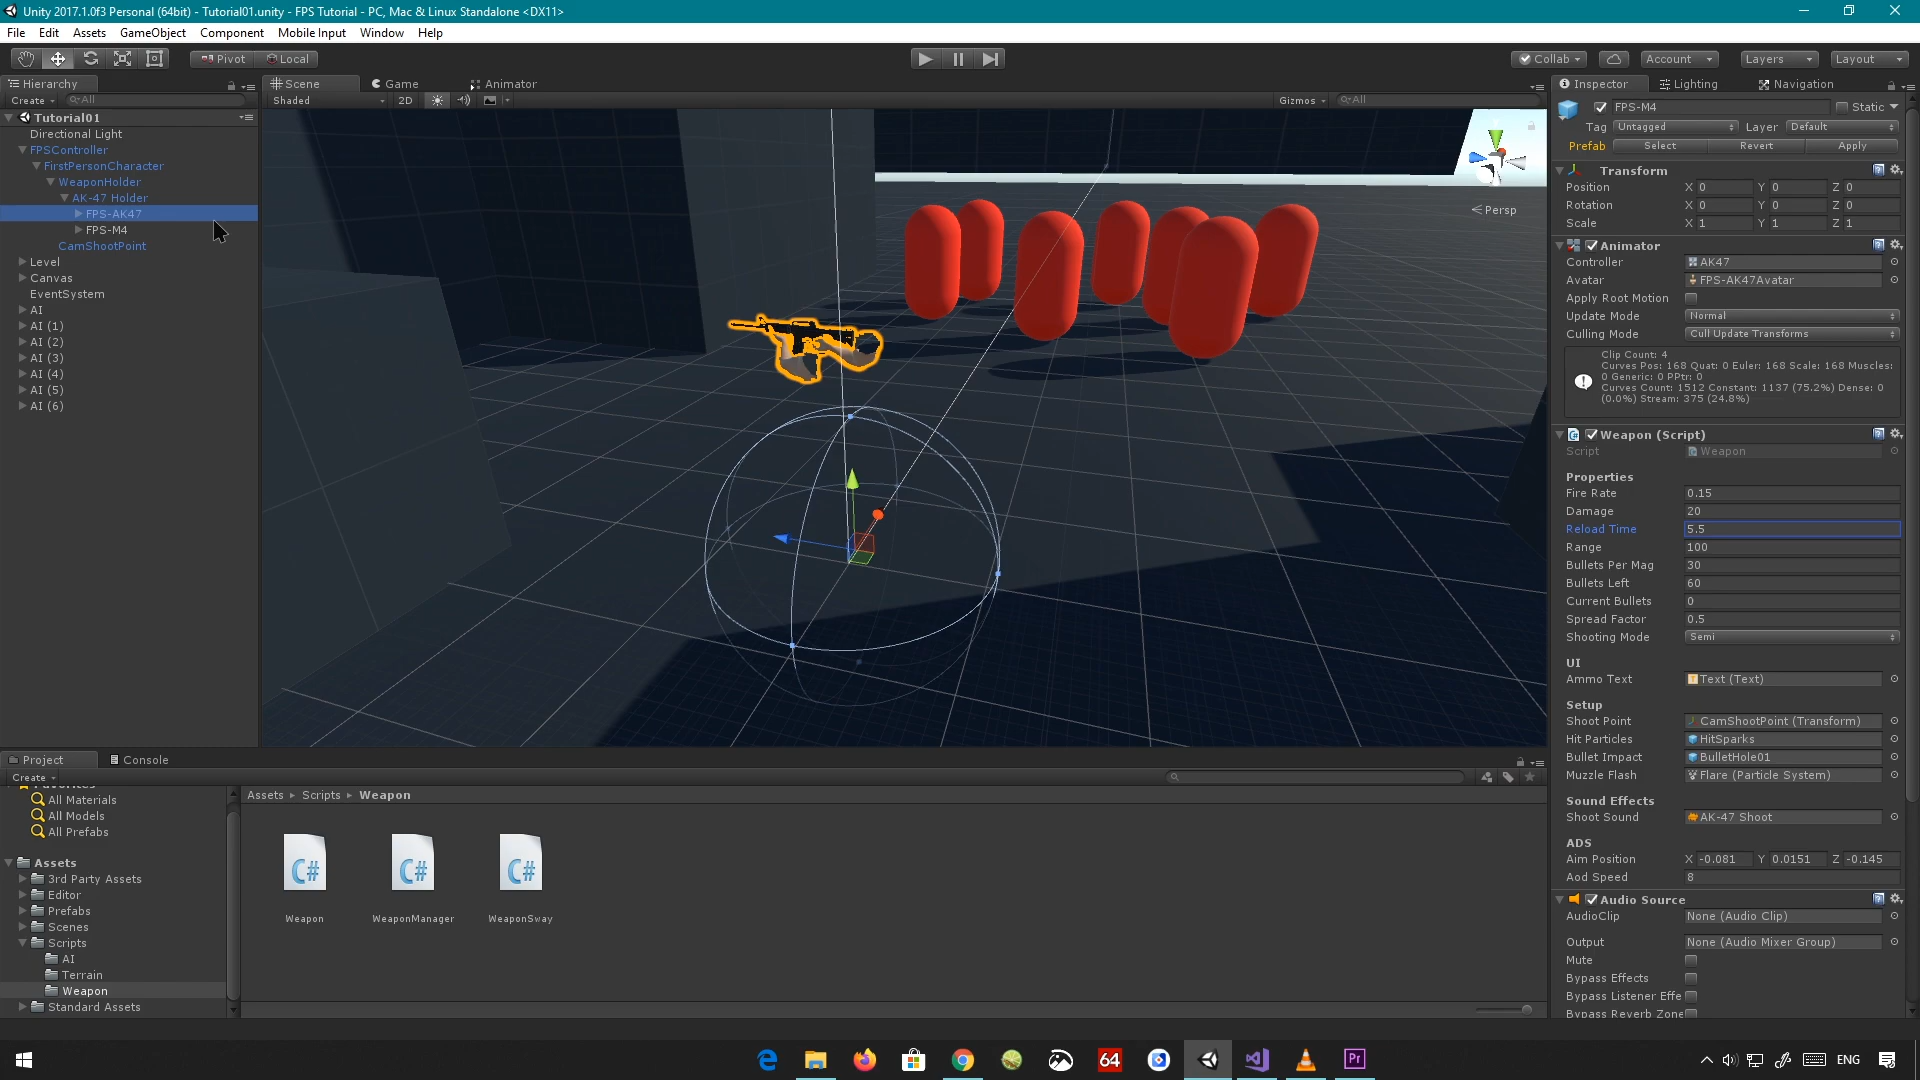 Unity 2017.1.0f3 Personal (64bit) - Tutorial01.unity - FPS Tutorial - PC, Mac & Linux Standalone <DX11>
File Edit Assets GameObject Component Mobile Input Window Help
Pivot Local Collab Account Layers Layout
Hierarchy
Create All
Tutorial01
Directional Light
FPSController
FirstPersonCharacter
WeaponHolder
AK-47 Holder
FPS-AK47
FPS-M4
CamShootPoint
Level
Canvas
EventSystem
AI
AI (1)
AI (2)
AI (3)
AI (4)
AI (5)
AI (6)
Scene Game Animator
Shaded 2D Gizmos All
Persp
Inspector Lighting Navigation
FPS-M4 Static
Tag Untagged Layer Default
Prefab Select Revert Apply
Transform
Position X 0 Y 0 Z 0
Rotation X 0 Y 0 Z 0
Scale X 1 Y 1 Z 1
Animator
Controller AK47
Avatar FPS-AK47Avatar
Apply Root Motion
Update Mode Normal
Culling Mode Cull Update Transforms
Clip Count: 4
Curves Pos: 168 Quat: 0 Euler: 168 Scale: 168 Muscles:
0 Generic: 0 PPtr: 0
Curves Count: 1512 Constant: 1137 (75.2%) Dense: 0
(0.0%) Stream: 375 (24.8%)
Weapon (Script)
Script Weapon
Properties
Fire Rate 0.15
Damage 20
Reload Time 5.5
Range 100
Bullets Per Mag 30
Bullets Left 60
Current Bullets 0
Spread Factor 0.5
Shooting Mode Semi
UI
Ammo Text Text (Text)
Setup
Shoot Point CamShootPoint (Transform)
Hit Particles HitSparks
Bullet Impact BulletHole01
Muzzle Flash Flare (Particle System)
Sound Effects
Shoot Sound AK-47 Shoot
ADS
Aim Position X -0.081 Y 0.0151 Z -0.145
Aod Speed 8
Audio Source
AudioClip None (Audio Clip)
Output None (Audio Mixer Group)
Mute
Bypass Effects
Bypass Listener Effe
Bypass Reverb Zone
Project Console
Create
Favorites
All Materials
All Models
All Prefabs
Assets
3rd Party Assets
Editor
Prefabs
Scenes
Scripts
AI
Terrain
Weapon
Standard Assets
Assets Scripts Weapon
C# C# C#
Weapon WeaponManager WeaponSway
64 Pr ENG